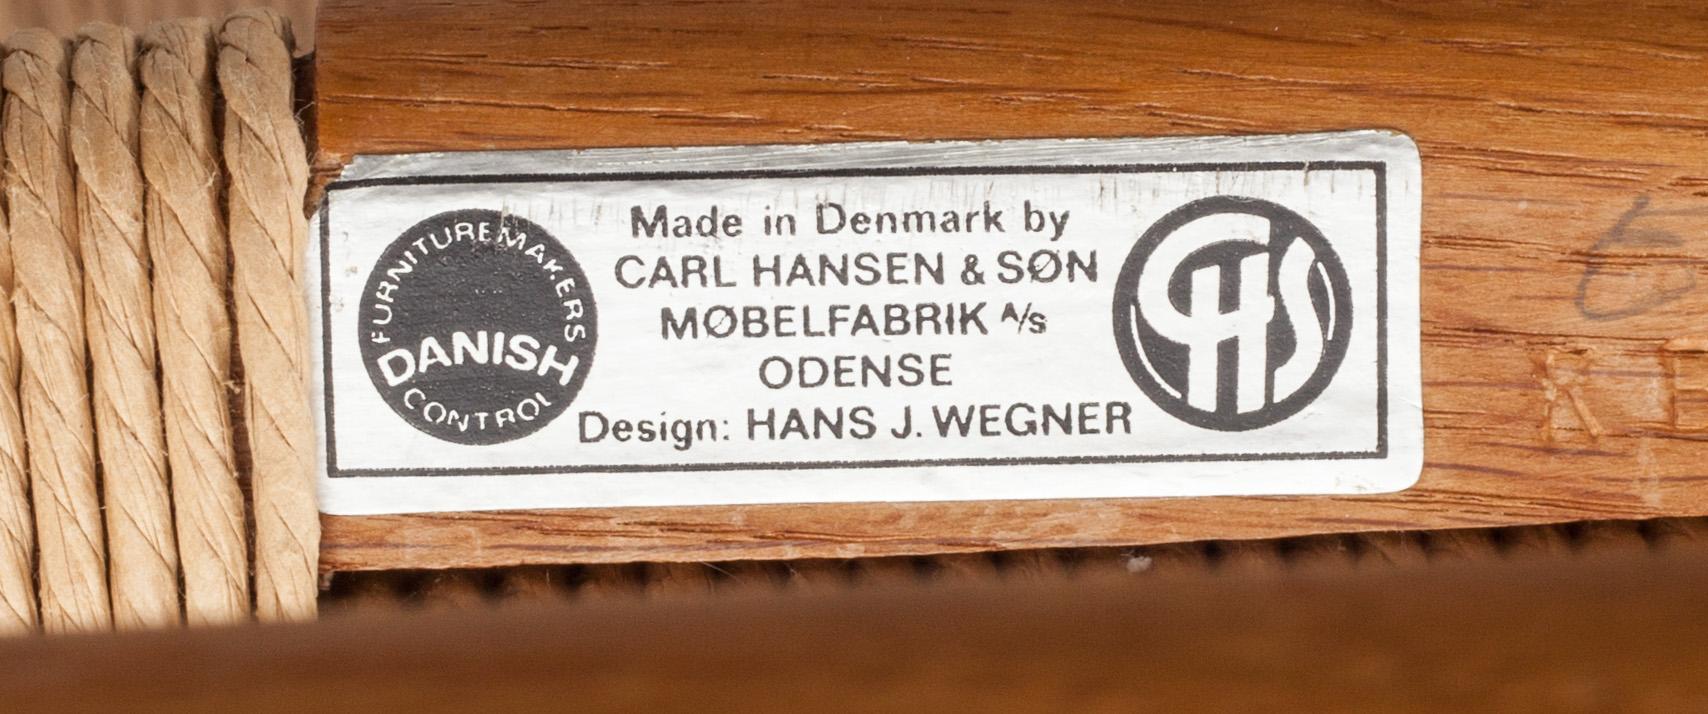 FURNITUREMAKERS
DANISH
CONTROL
Made in Denmark by
CARL HANSEN & SØN
MØBELFABRIK A/S
ODENSE
Design: HANS J. WEGNER
CHS